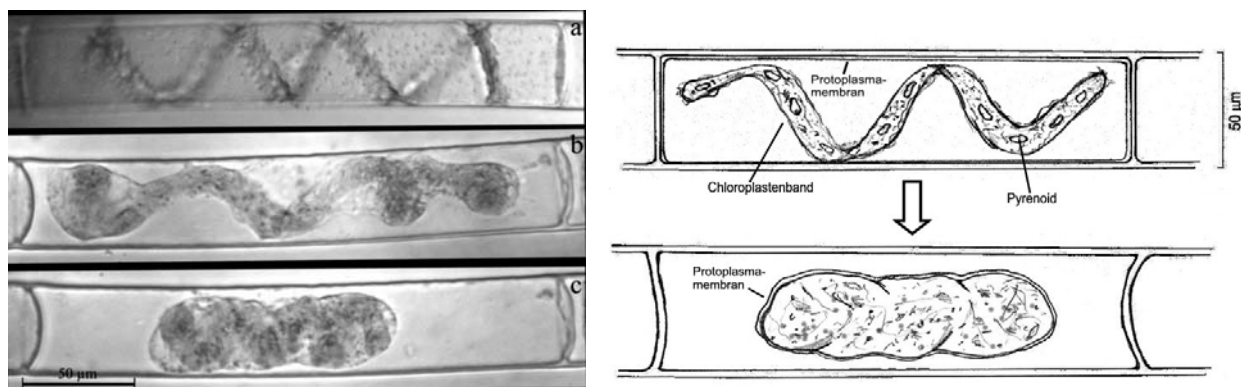 a
b
c
50 µm
Protoplasma-
membran
Chloroplastenband
Pyrenoid
50 µm
Protoplasma-
membran